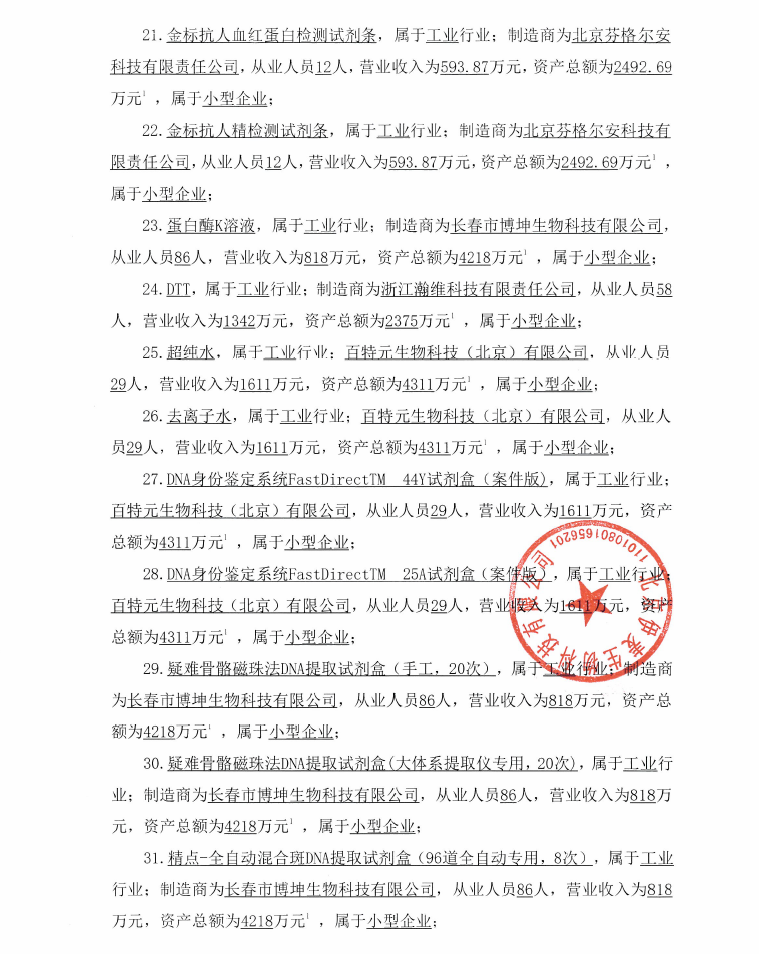 21. 金标抗人血红蛋白检测试剂条，属于工业行业；制造商为北京芬格尔安
科技有限责任公司，从业人员12人，营业收入为593.87万元，资产总额为2492.69
万元¹ ，属于小型企业；
22. 金标抗人精检测试剂条，属于工业行业；制造商为北京芬格尔安科技有
限责任公司，从业人员12人，营业收入为593.87万元，资产总额为2492.69万元¹ ，
属于小型企业；
23. 蛋白酶K溶液，属于工业行业；制造商为长春市博坤生物科技有限公司，
从业人员86人，营业收入为818万元，资产总额为4218万元¹ ，属于小型企业；
24. DTT，属于工业行业；制造商为浙江瀚维科技有限责任公司，从业人员58
人，营业收入为1342万元，资产总额为2375万元¹ ，属于小型企业；
25. 超纯水，属于工业行业；百特元生物科技（北京）有限公司，从业人员
29人，营业收入为1611万元，资产总额为4311万元¹ ，属于小型企业；
26. 去离子水，属于工业行业；百特元生物科技（北京）有限公司，从业人
员29人，营业收入为1611万元，资产总额为4311万元¹ ，属于小型企业；
27. DNA身份鉴定系统FastDirectTM 44Y试剂盒（案件版)，属于工业行业；
百特元生物科技（北京）有限公司，从业人员29人，营业收入为1611万元，资产
总额为4311万元¹ ，属于小型企业；
28. DNA身份鉴定系统FastDirectTM 25A试剂盒（案件版），属于工业行业；
百特元生物科技（北京）有限公司，从业人员29人，营业收入为1611万元，资产
总额为4311万元¹ ，属于小型企业；
29. 疑难骨骼磁珠法DNA提取试剂盒（手工，20次），属于工业行业；制造商
为长春市博坤生物科技有限公司，从业人员86人，营业收入为818万元，资产总
额为4218万元¹ ，属于小型企业；
30. 疑难骨骼磁珠法DNA提取试剂盒(大体系提取仪专用，20次)，属于工业行
业；制造商为长春市博坤生物科技有限公司，从业人员86人，营业收入为818万
元，资产总额为4218万元¹ ，属于小型企业；
31. 精点-全自动混合斑DNA提取试剂盒（96道全自动专用，8次），属于工业
行业；制造商为长春市博坤生物科技有限公司，从业人员86人，营业收入为818
万元，资产总额为4218万元¹ ，属于小型企业；